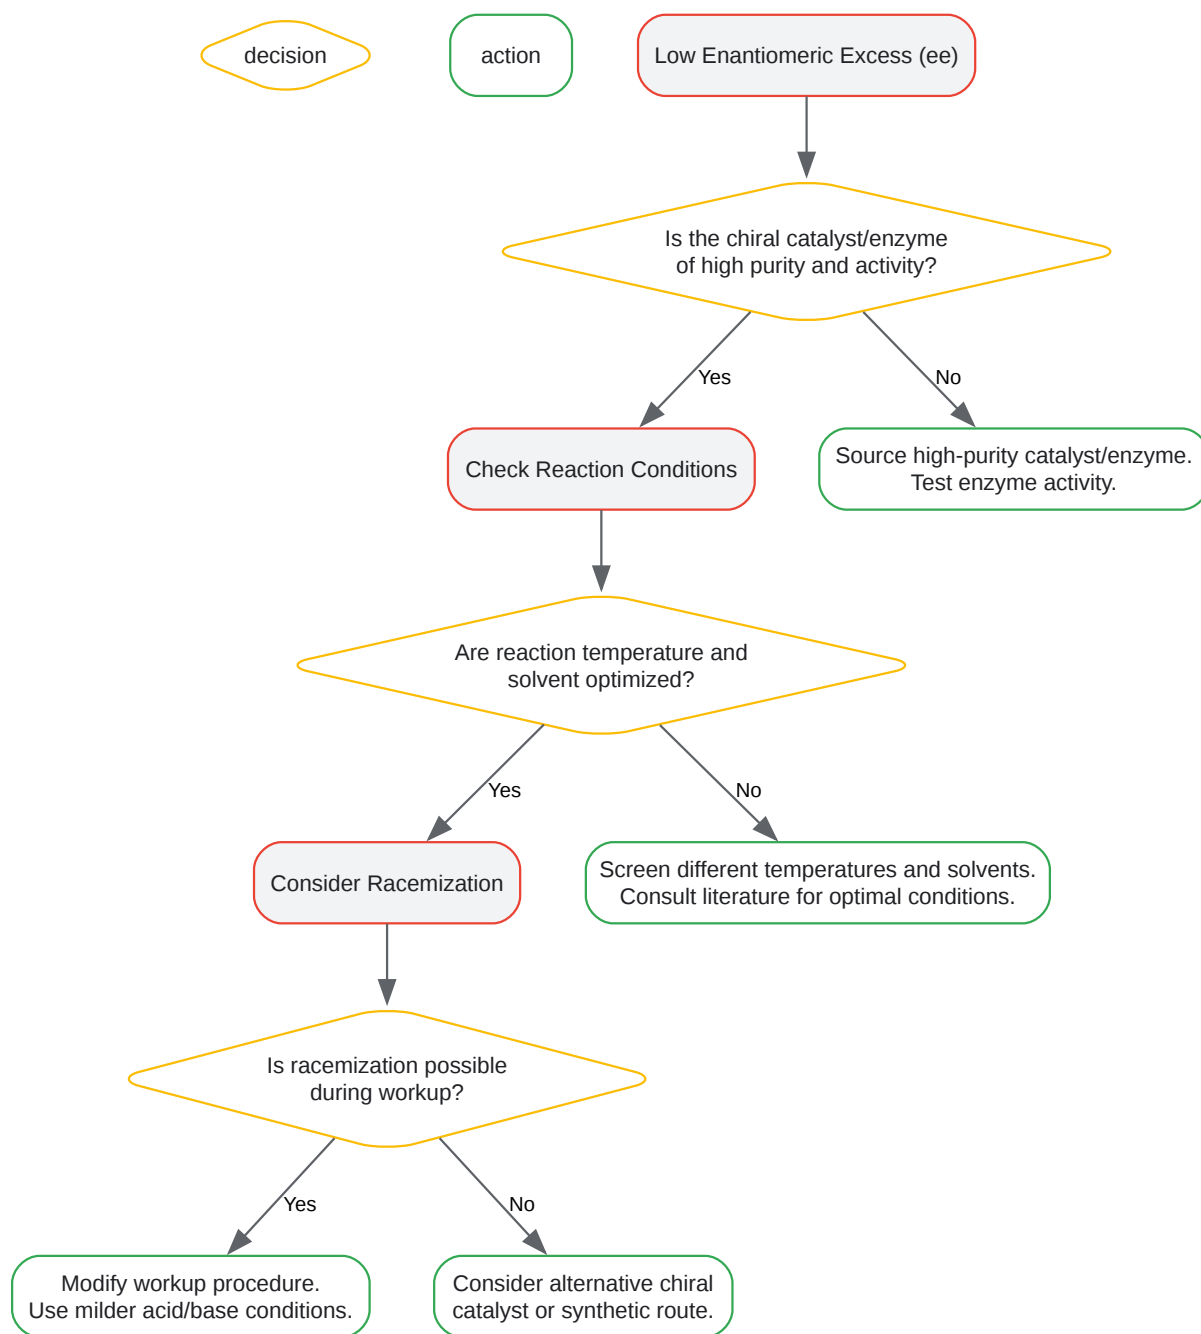 decision
action
Low Enantiomeric Excess (ee)
Is the chiral catalyst/enzyme
of high purity and activity?
Yes
No
Check Reaction Conditions
Source high-purity catalyst/enzyme.
Test enzyme activity.
Are reaction temperature and
solvent optimized?
Yes
No
Consider Racemization
Screen different temperatures and solvents.
Consult literature for optimal conditions.
Is racemization possible
during workup?
Yes
No
Modify workup procedure.
Use milder acid/base conditions.
Consider alternative chiral
catalyst or synthetic route.